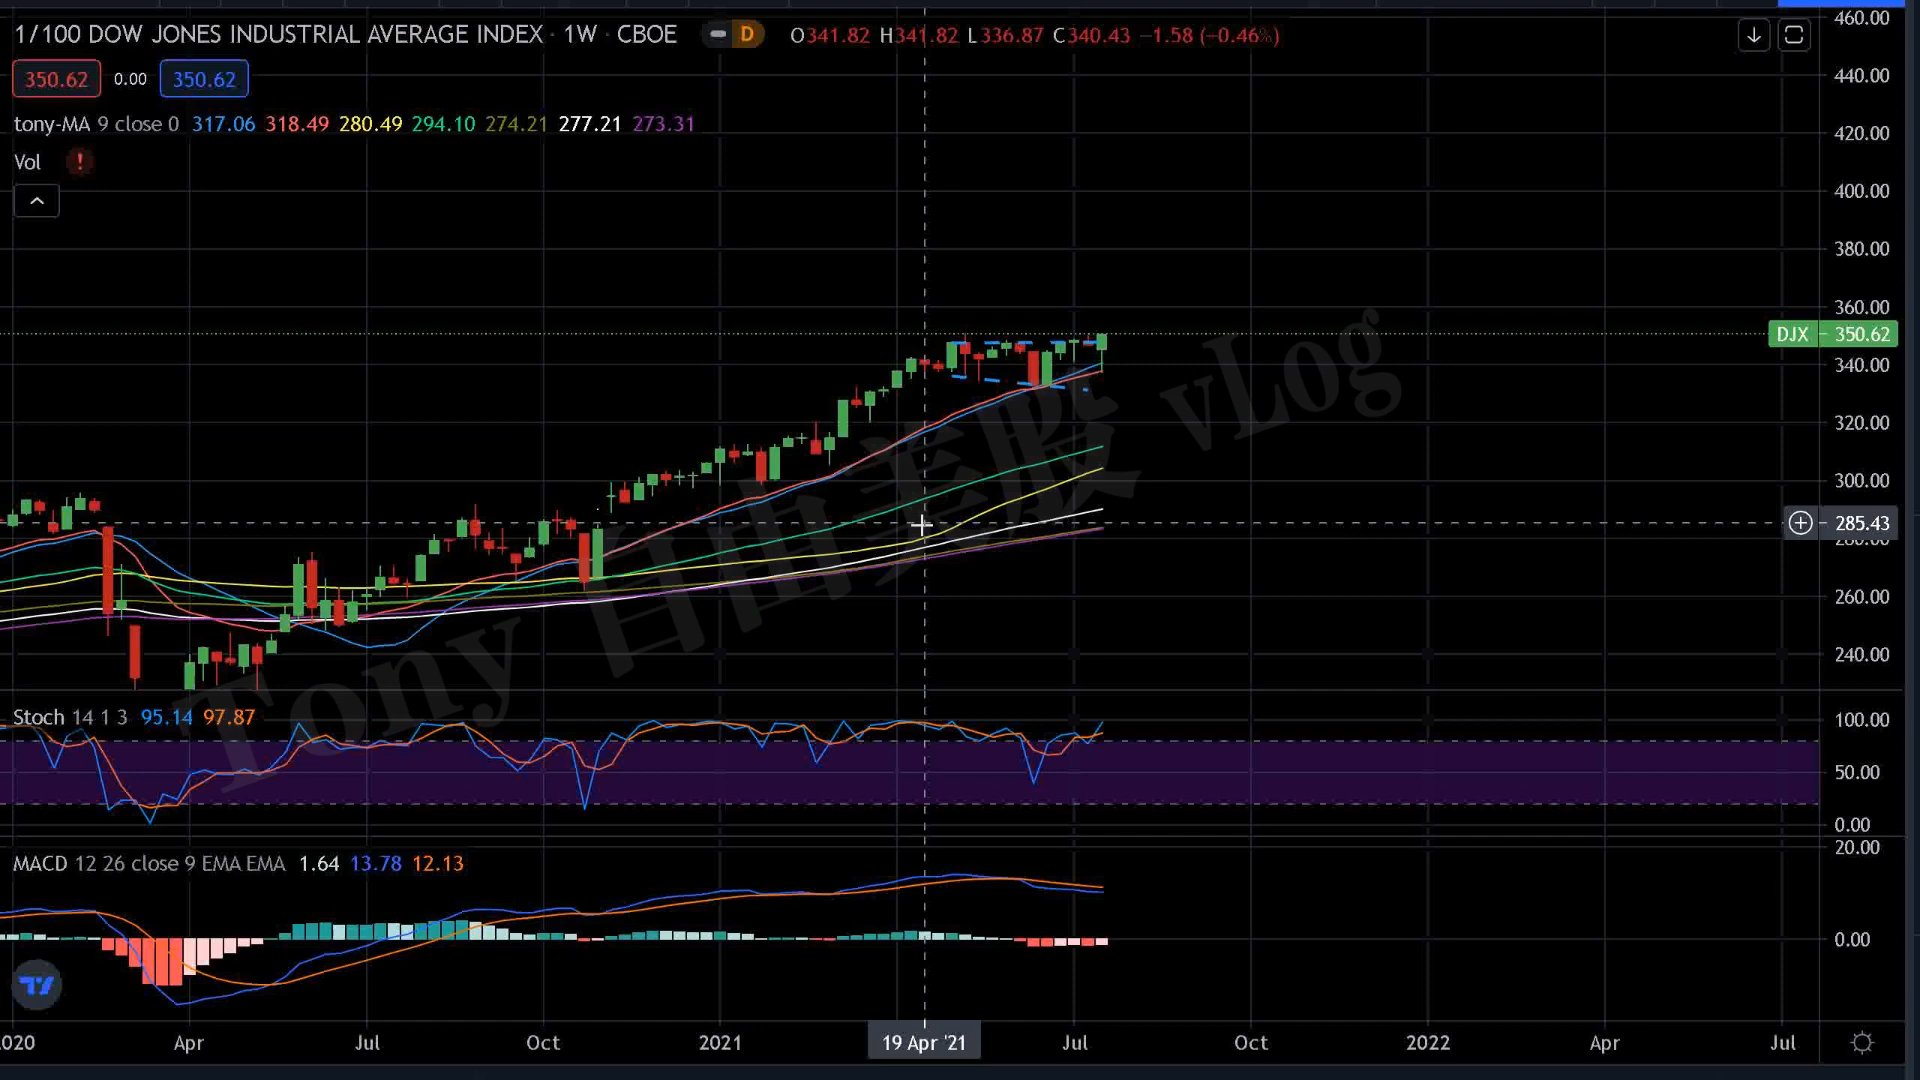 1/100 DOW JONES INDUSTRIAL AVERAGE INDEX · 1W · CBOE D O341.82 H341.82 L336.87 C340.43 −1.58 (−0.46%)
350.62 0.00 350.62
tony-MA 9 close 0 317.06 318.49 280.49 294.10 274.21 277.21 273.31
Vol !
460.00
440.00
420.00
400.00
380.00
360.00
DJX 350.62
340.00
320.00
300.00
285.43
280.00
260.00
240.00
Tony 自由美股 vLog
Stoch 14 1 3 95.14 97.87
100.00
50.00
0.00
MACD 12 26 close 9 EMA EMA 1.64 13.78 12.13
20.00
0.00
2020 Apr Jul Oct 2021 19 Apr '21 Jul Oct 2022 Apr Jul